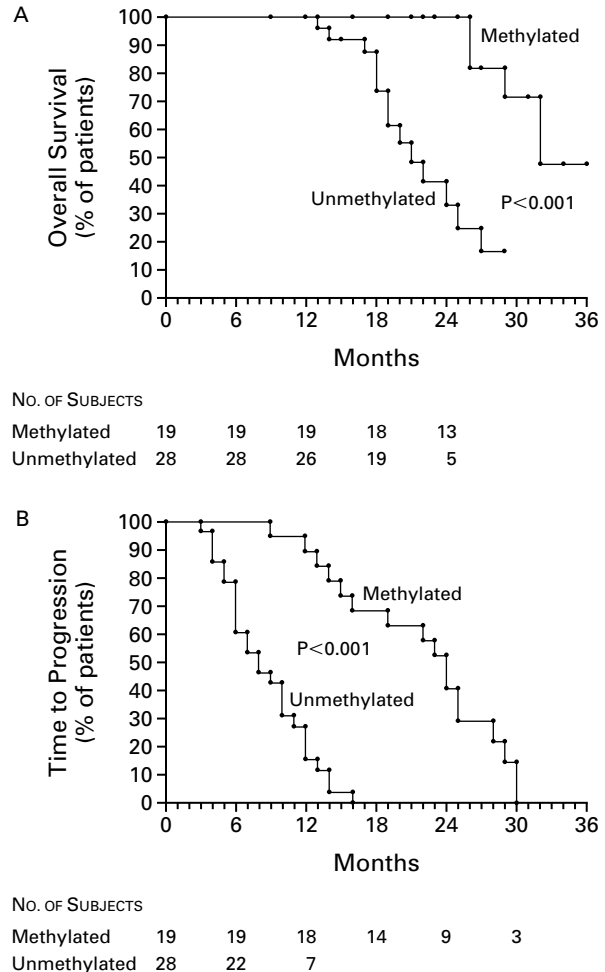 A
Overall Survival
(% of patients)
100
90
80
70
60
50
40
30
20
10
0
Methylated
Unmethylated
P<0.001
0 6 12 18 24 30 36
Months
NO. OF SUBJECTS
Methylated 19 19 19 18 13
Unmethylated 28 28 26 19 5
B
Time to Progression
(% of patients)
100
90
80
70
60
50
40
30
20
10
0
Methylated
P<0.001
Unmethylated
0 6 12 18 24 30 36
Months
NO. OF SUBJECTS
Methylated 19 19 18 14 9 3
Unmethylated 28 22 7